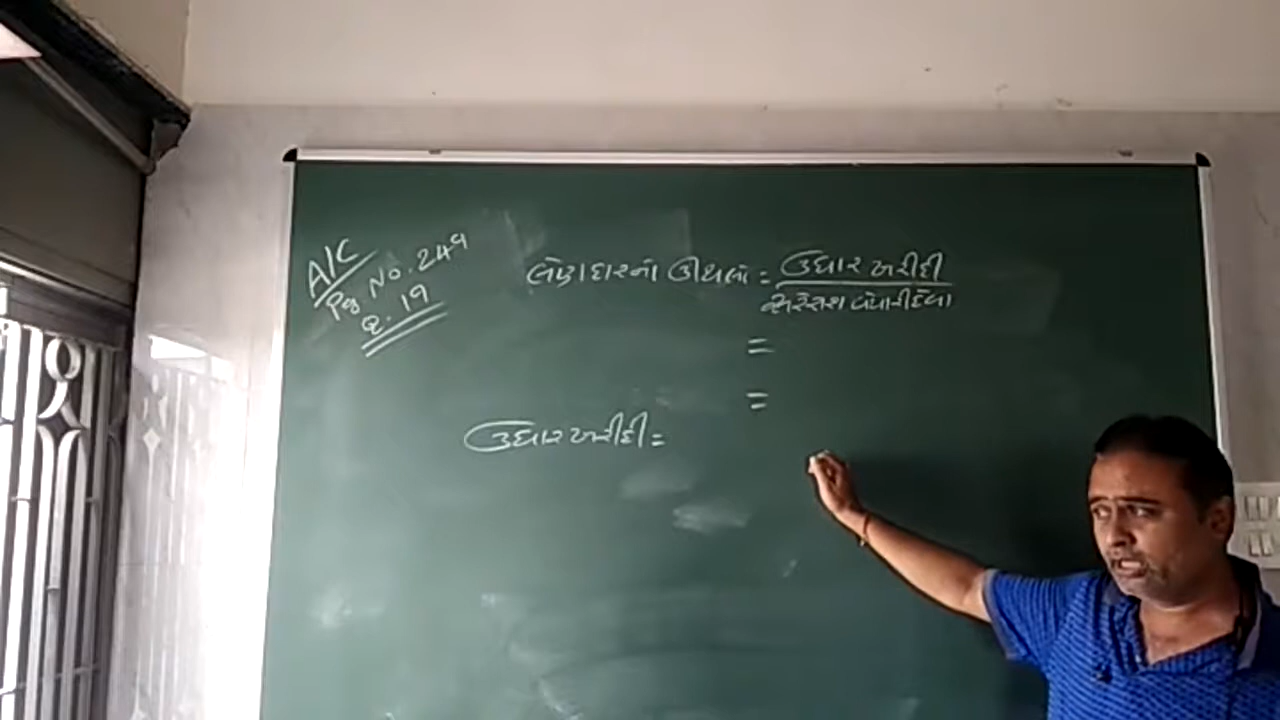 A/C
Pg No. 249
Q. 19
લેણદારનો ઊથલો = ઉધાર ખરીદી
સરેરાશ વેપારી દેવા
=
=
ઉધાર ખરીદી =